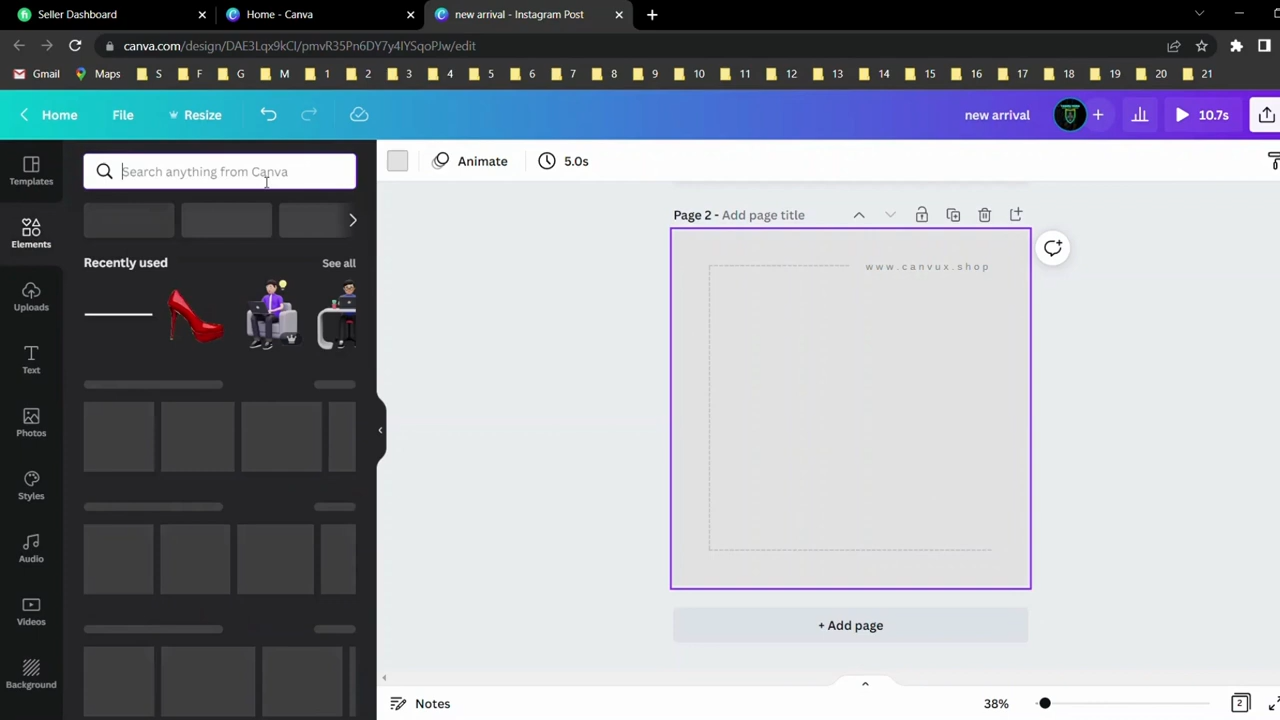 Seller Dashboard
Home - Canva
new arrival - Instagram Post
canva.com/design/DAE3Lqx9kCI/pmvR35Pn6DY7y4IYSqoPJw/edit
Gmail Maps S F G M 1 2 3 4 5 6 7 8 9 10 11 12 13 14 15 16 17 18 19 20 21
Home File Resize new arrival 10.7s
Templates
Elements
Uploads
Text
Photos
Styles
Audio
Videos
Background
Search anything from Canva
Recently used See all
Animate 5.0s
Page 2 - Add page title
www.canvux.shop
+ Add page
Notes
38%
2